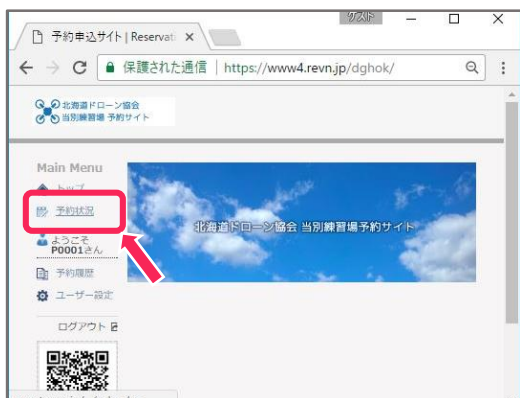 ゲスト
予約申込サイト | Reservati
保護された通信 | https://www4.revn.jp/dghok/
北海道ドローン協会
当別練習場 予約サイト
Main Menu
トップ
予約状況
北海道ドローン協会 当別練習場予約サイト
ようこそ
P0001さん
予約履歴
ユーザー設定
ログアウト